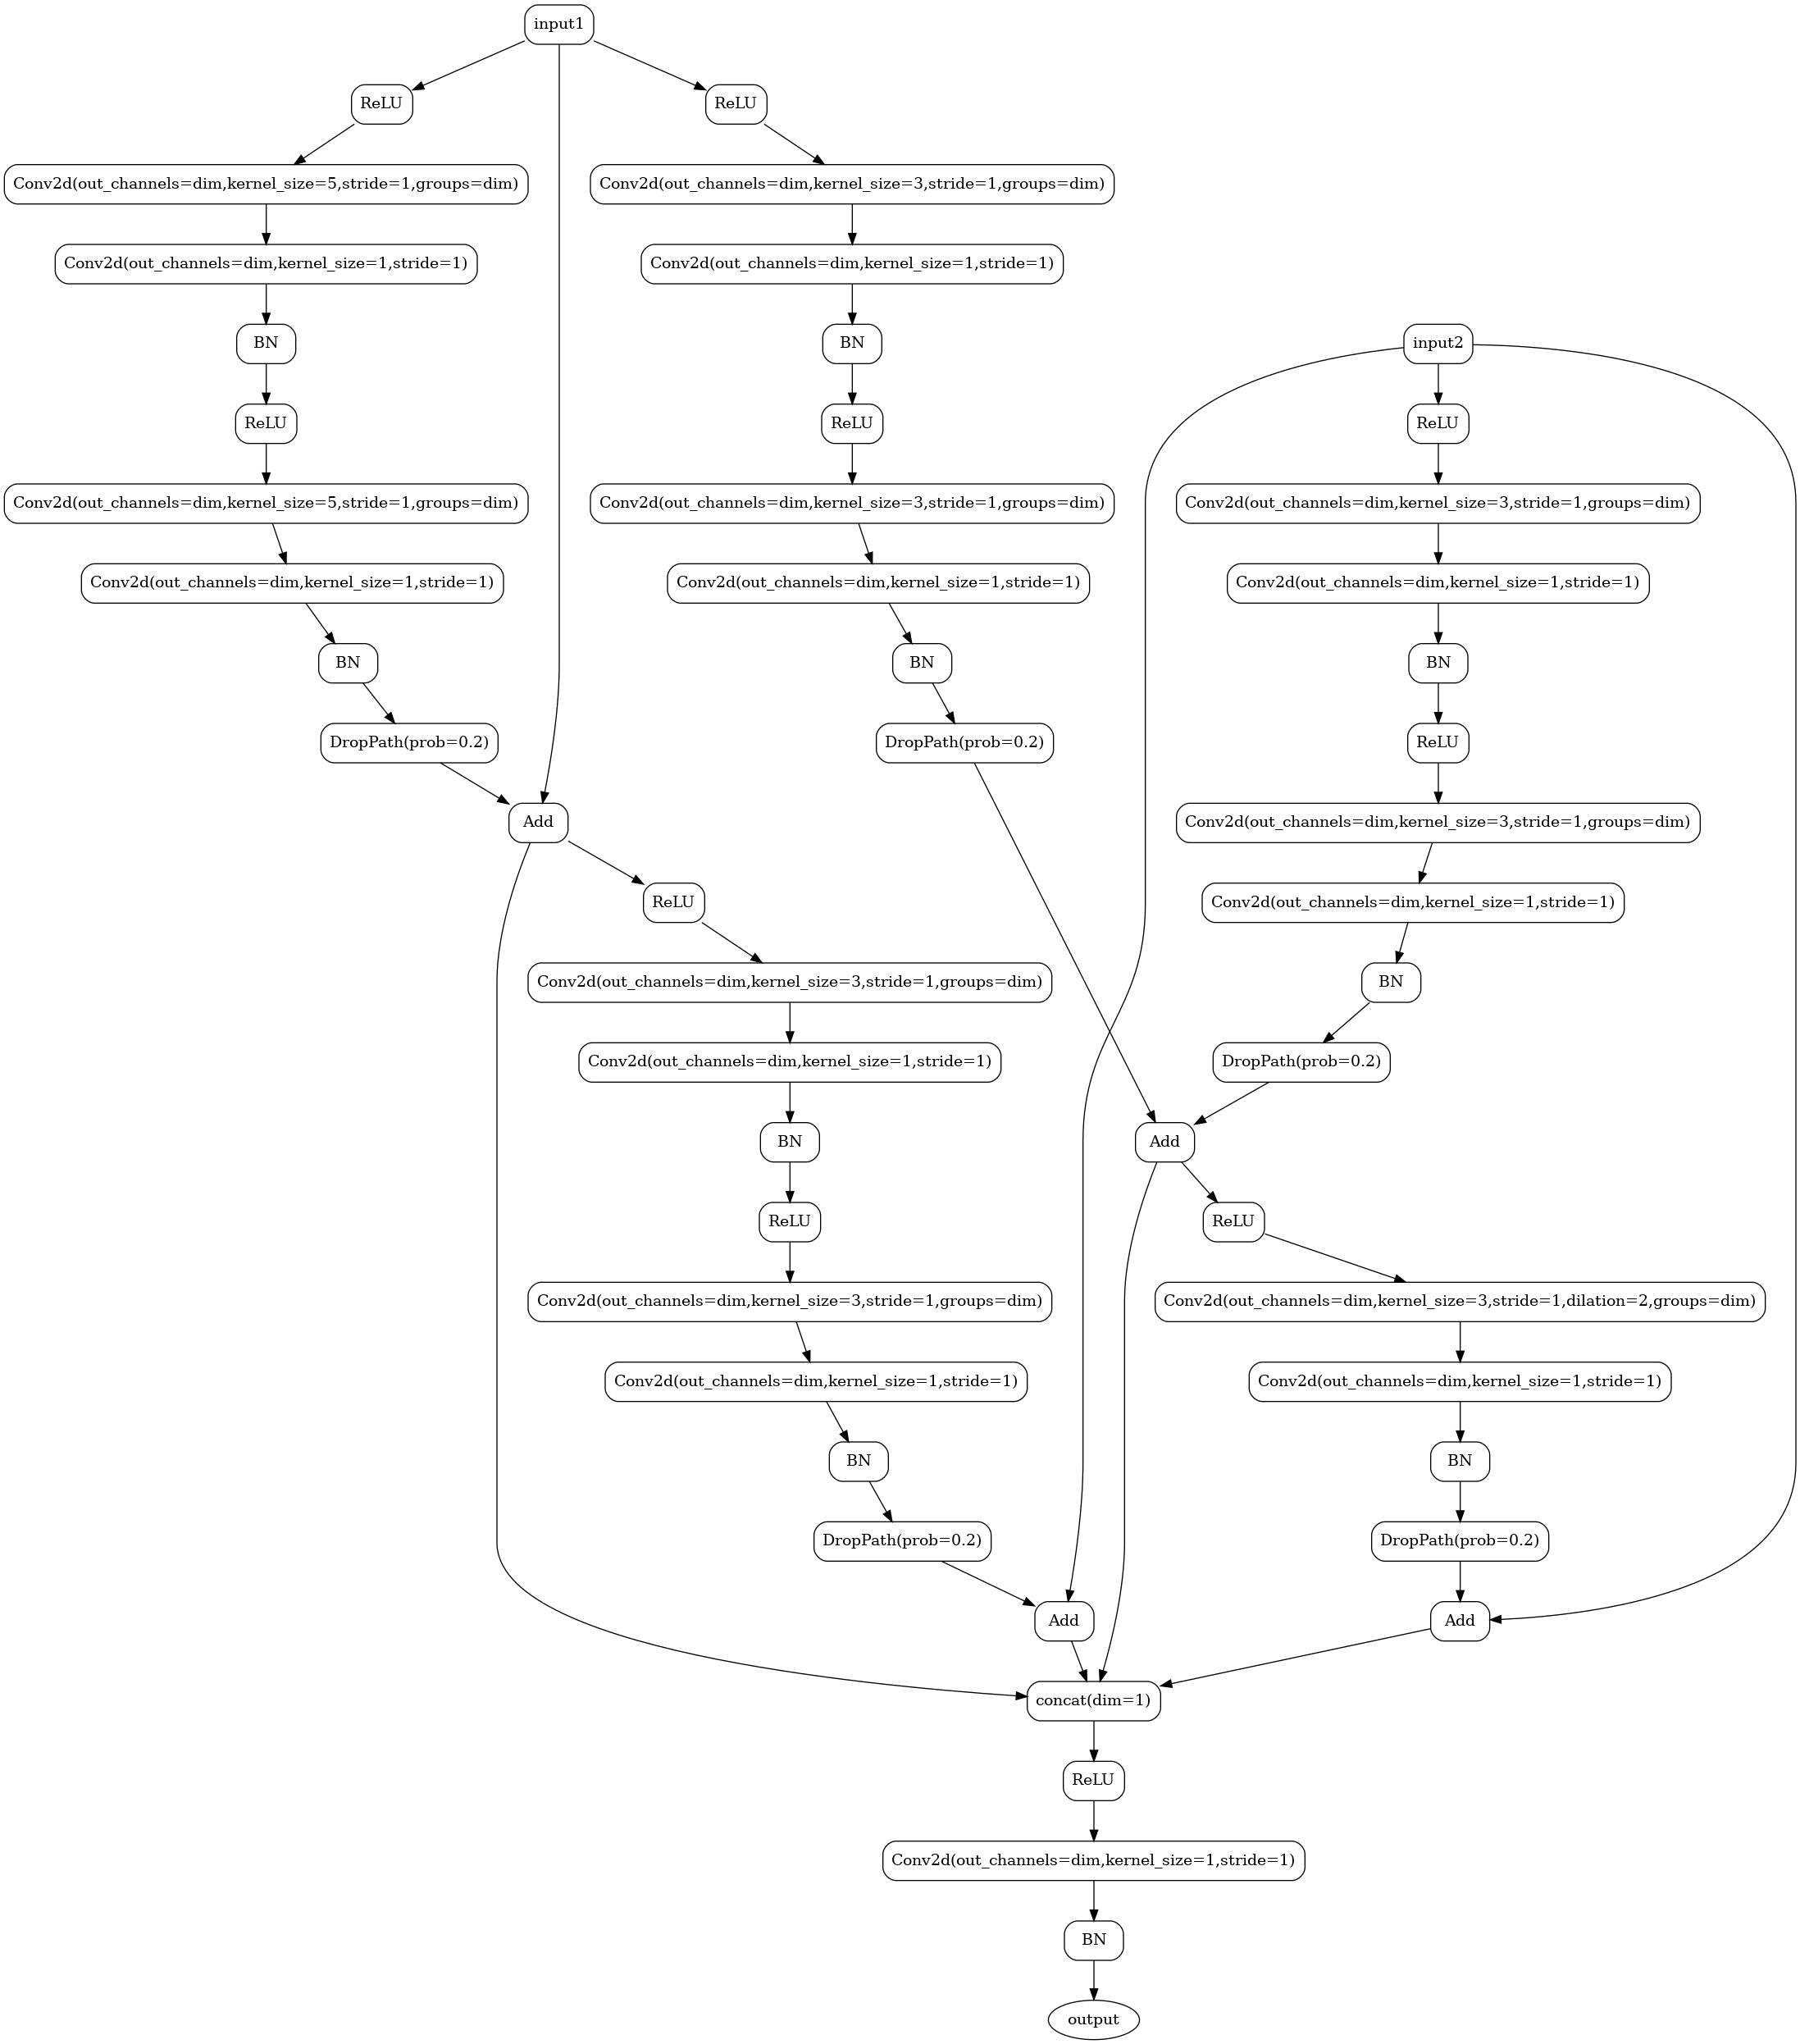 input1
ReLU
ReLU
Conv2d(out_channels=dim,kernel_size=5,stride=1,groups=dim)
Conv2d(out_channels=dim,kernel_size=3,stride=1,groups=dim)
Conv2d(out_channels=dim,kernel_size=1,stride=1)
Conv2d(out_channels=dim,kernel_size=1,stride=1)
BN
BN
input2
ReLU
ReLU
ReLU
Conv2d(out_channels=dim,kernel_size=5,stride=1,groups=dim)
Conv2d(out_channels=dim,kernel_size=3,stride=1,groups=dim)
Conv2d(out_channels=dim,kernel_size=3,stride=1,groups=dim)
Conv2d(out_channels=dim,kernel_size=1,stride=1)
Conv2d(out_channels=dim,kernel_size=1,stride=1)
Conv2d(out_channels=dim,kernel_size=1,stride=1)
BN
BN
BN
DropPath(prob=0.2)
DropPath(prob=0.2)
ReLU
Add
Conv2d(out_channels=dim,kernel_size=3,stride=1,groups=dim)
ReLU
Conv2d(out_channels=dim,kernel_size=1,stride=1)
Conv2d(out_channels=dim,kernel_size=3,stride=1,groups=dim)
BN
Conv2d(out_channels=dim,kernel_size=1,stride=1)
DropPath(prob=0.2)
BN
Add
ReLU
ReLU
Conv2d(out_channels=dim,kernel_size=3,stride=1,groups=dim)
Conv2d(out_channels=dim,kernel_size=3,stride=1,dilation=2,groups=dim)
Conv2d(out_channels=dim,kernel_size=1,stride=1)
Conv2d(out_channels=dim,kernel_size=1,stride=1)
BN
BN
DropPath(prob=0.2)
DropPath(prob=0.2)
Add
Add
concat(dim=1)
ReLU
Conv2d(out_channels=dim,kernel_size=1,stride=1)
BN
output